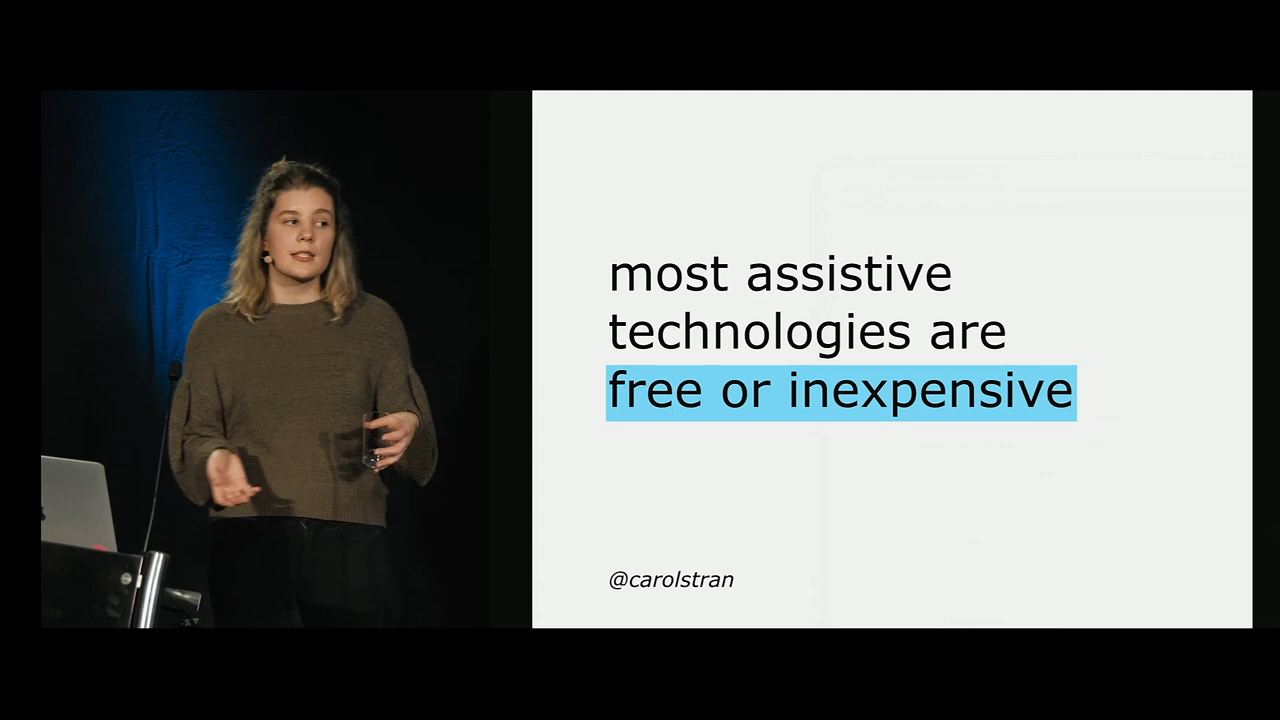 most assistive
technologies are
free or inexpensive
@carolstran